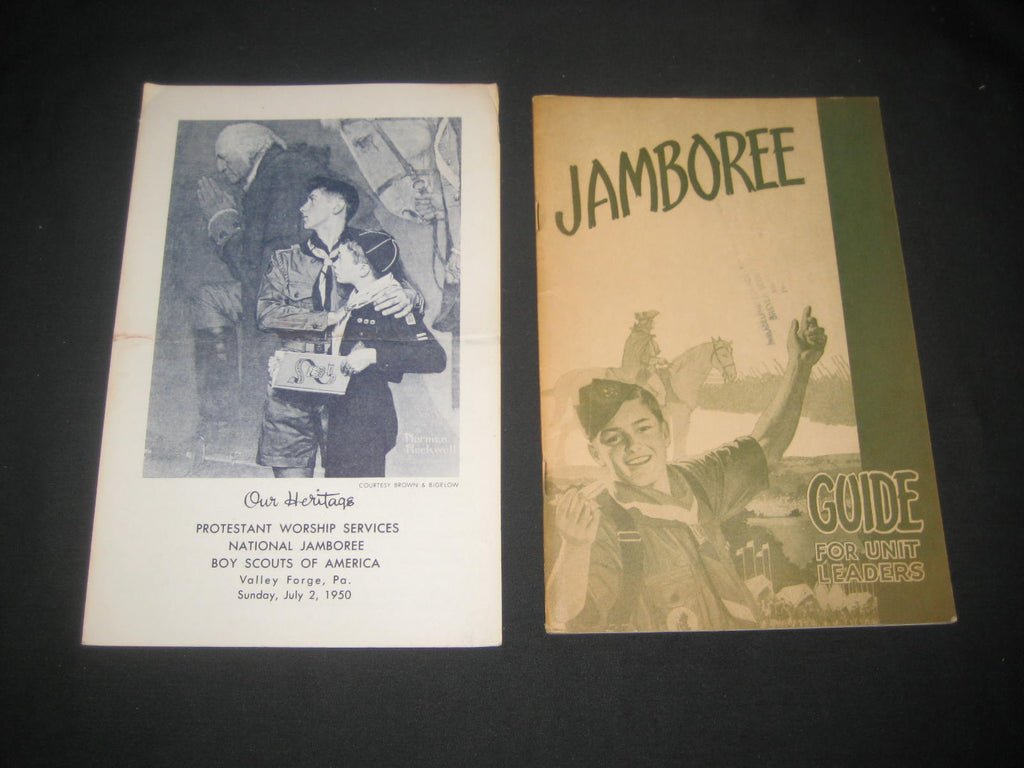 Norman
Rockwell
COURTESY BROWN & BIGELOW
Our Heritage
PROTESTANT WORSHIP SERVICES
NATIONAL JAMBOREE
BOY SCOUTS OF AMERICA
Valley Forge, Pa.
Sunday, July 2, 1950
JAMBOREE
GUIDE
FOR UNIT
LEADERS